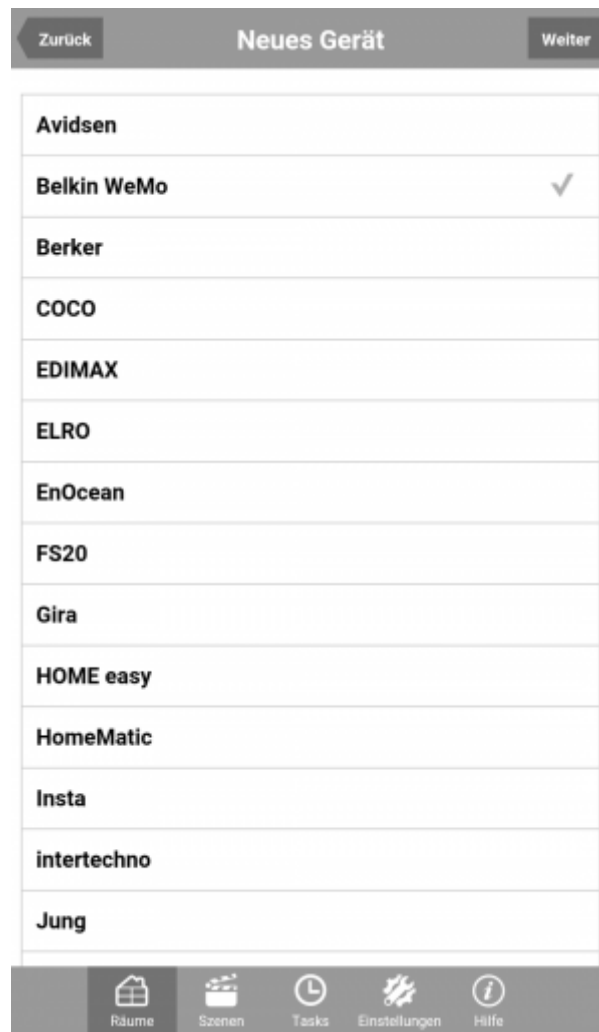 Zurück Neues Gerät Weiter
Avidsen
Belkin WeMo
Berker
COCO
EDIMAX
ELRO
EnOcean
FS20
Gira
HOME easy
HomeMatic
Insta
intertechno
Jung
Räume Szenen Tasks Einstellungen Hilfe